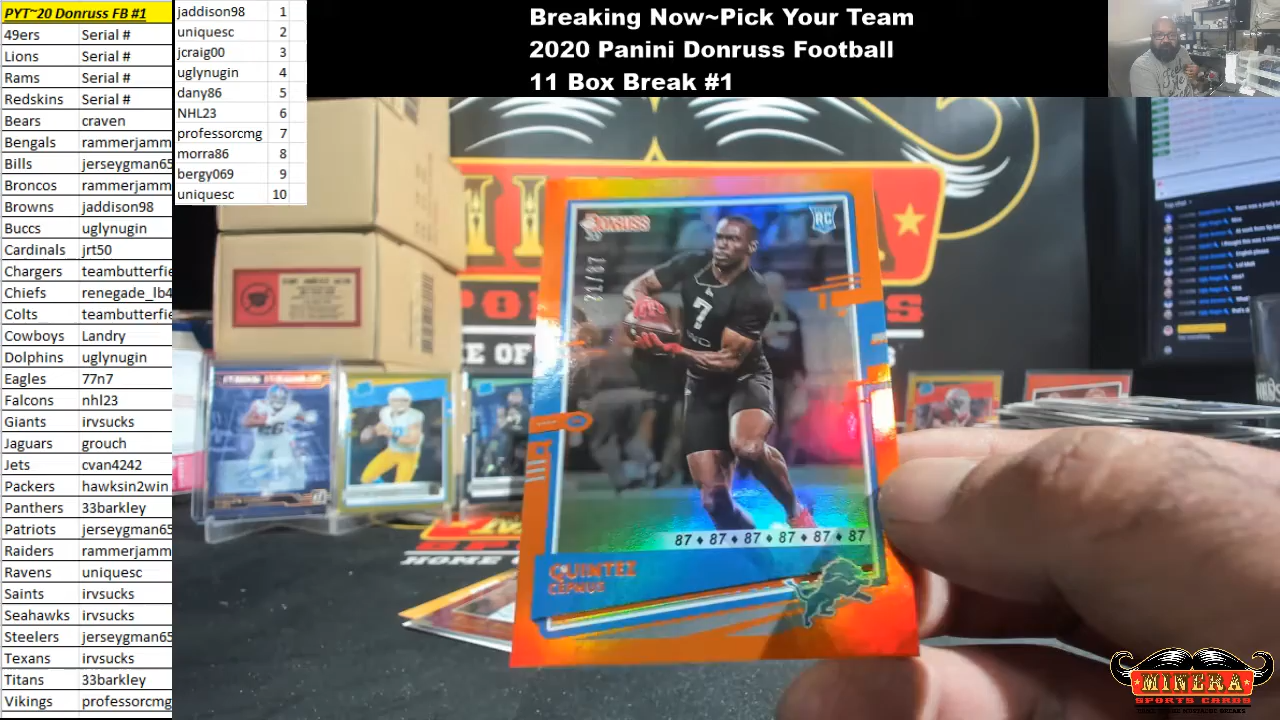 PYT~20 Donruss FB #1
49ers Serial #
Lions Serial #
Rams Serial #
Redskins Serial #
Bears craven
Bengals rammerjamm
Bills jerseygman65
Broncos rammerjamm
Browns jaddison98
Buccs uglynugin
Cardinals jrt50
Chargers teambutterfie
Chiefs renegade_lb4
Colts teambutterfie
Cowboys Landry
Dolphins uglynugin
Eagles 77n7
Falcons nhl23
Giants irvsucks
Jaguars grouch
Jets cvan4242
Packers hawksin2win
Panthers 33barkley
Patriots jerseygman65
Raiders rammerjamm
Ravens uniquesc
Saints irvsucks
Seahawks irvsucks
Steelers jerseygman65
Texans irvsucks
Titans 33barkley
Vikings professorcmg
jaddison98 1
uniquesc 2
jcraig00 3
uglynugin 4
dany86 5
NHL23 6
professorcmg 7
morra86 8
bergy069 9
uniquesc 10
Breaking Now~Pick Your Team
2020 Panini Donruss Football
11 Box Break #1
DONRUSS
RC
21/87
7
87 ♦ 87 ♦ 87 ♦ 87 ♦ 87 ♦ 87
QUINTEZ
CEPHUS
HOME
MINERA
SPORTS CARDS